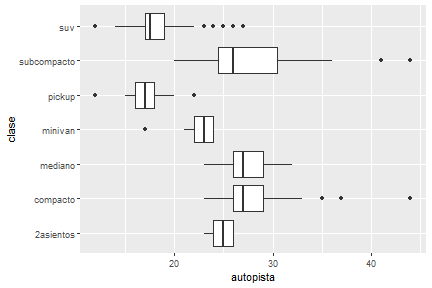 suv
subcompacto
pickup
minivan
mediano
compacto
2asientos
clase
20
30
40
autopista